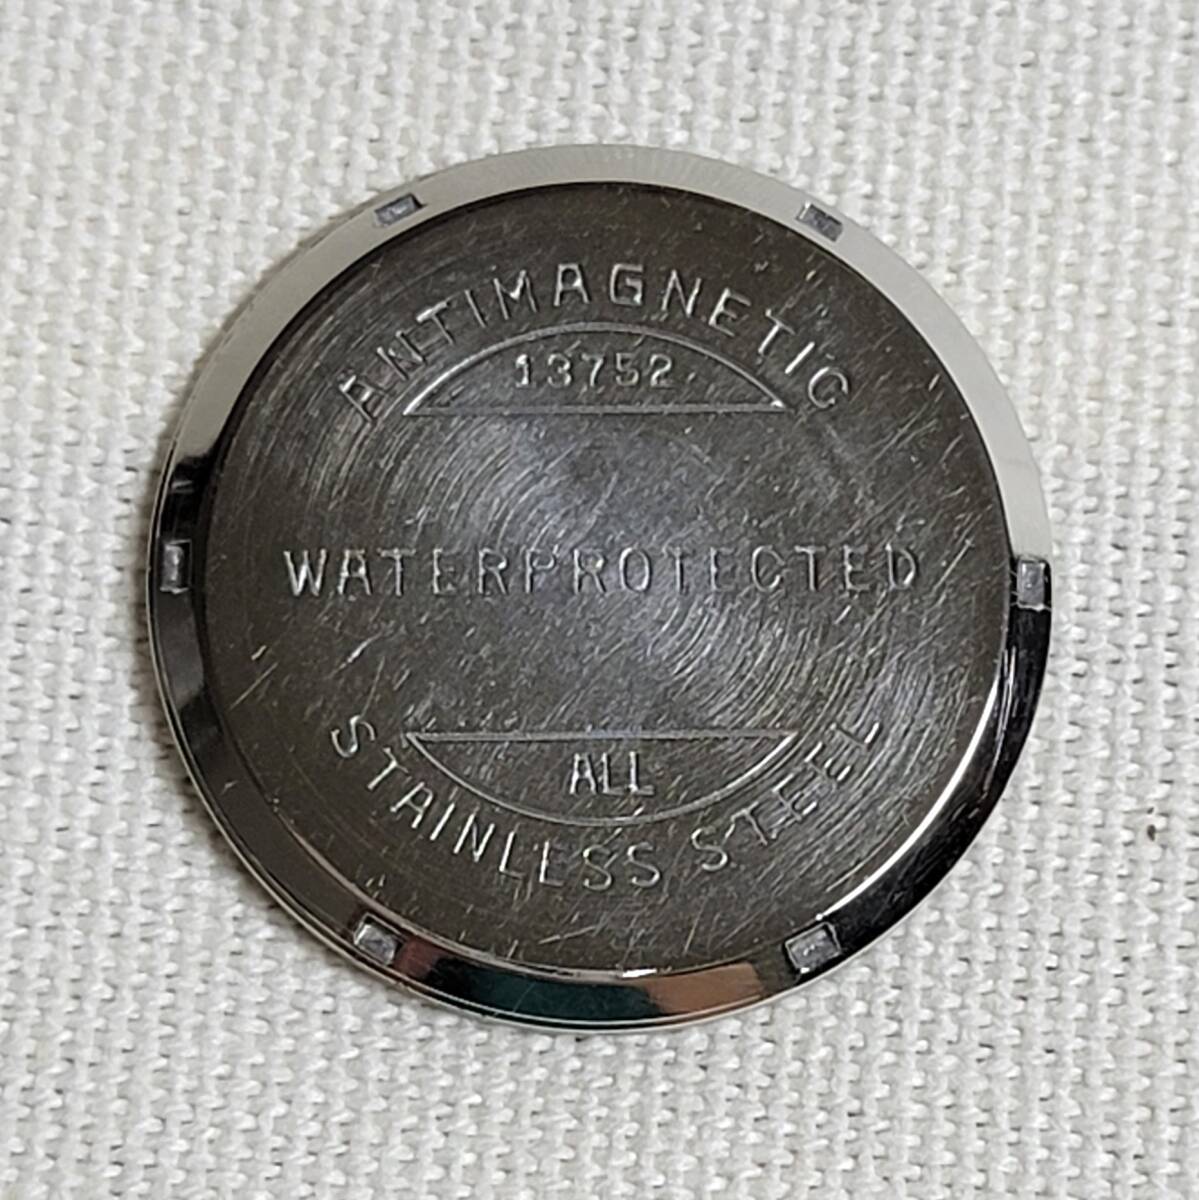 ANTIMAGNETIC
13752
WATERPROTECTED
ALL
STAINLESS STEEL